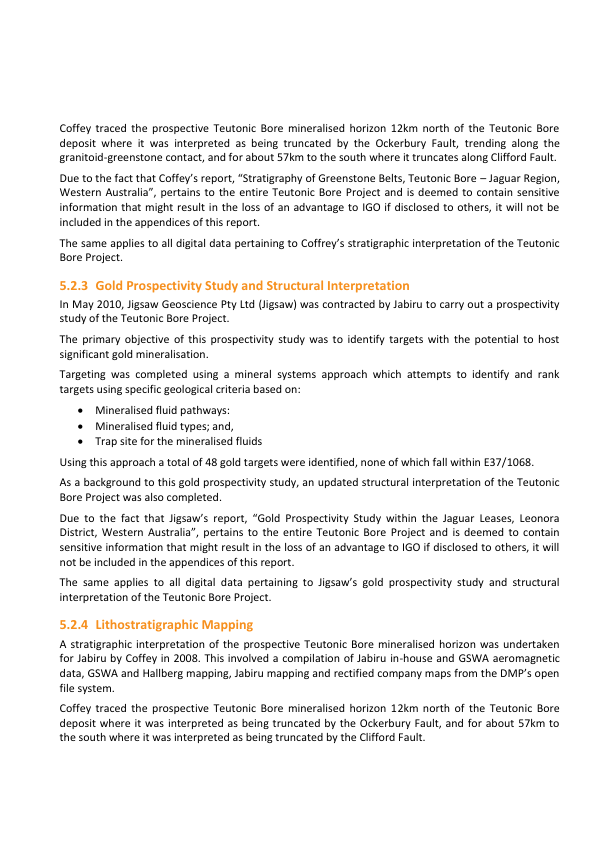 Coffey traced the prospective Teutonic Bore mineralised horizon 12km north of the Teutonic Bore
deposit where it was interpreted as being truncated by the Ockerbury Fault, trending along the
granitoid-greenstone contact, and for about 57km to the south where it truncates along Clifford Fault.
Due to the fact that Coffey's report, "Stratigraphy of Greenstone Belts, Teutonic Bore – Jaguar Region,
Western Australia", pertains to the entire Teutonic Bore Project and is deemed to contain sensitive
information that might result in the loss of an advantage to IGO if disclosed to others, it will not be
included in the appendices of this report.
The same applies to all digital data pertaining to Coffrey's stratigraphic interpretation of the Teutonic
Bore Project.
5.2.3 Gold Prospectivity Study and Structural Interpretation
In May 2010, Jigsaw Geoscience Pty Ltd (Jigsaw) was contracted by Jabiru to carry out a prospectivity
study of the Teutonic Bore Project.
The primary objective of this prospectivity study was to identify targets with the potential to host
significant gold mineralisation.
Targeting was completed using a mineral systems approach which attempts to identify and rank
targets using specific geological criteria based on:
• Mineralised fluid pathways:
• Mineralised fluid types; and,
• Trap site for the mineralised fluids
Using this approach a total of 48 gold targets were identified, none of which fall within E37/1068.
As a background to this gold prospectivity study, an updated structural interpretation of the Teutonic
Bore Project was also completed.
Due to the fact that Jigsaw's report, "Gold Prospectivity Study within the Jaguar Leases, Leonora
District, Western Australia", pertains to the entire Teutonic Bore Project and is deemed to contain
sensitive information that might result in the loss of an advantage to IGO if disclosed to others, it will
not be included in the appendices of this report.
The same applies to all digital data pertaining to Jigsaw's gold prospectivity study and structural
interpretation of the Teutonic Bore Project.
5.2.4 Lithostratigraphic Mapping
A stratigraphic interpretation of the prospective Teutonic Bore mineralised horizon was undertaken
for Jabiru by Coffey in 2008. This involved a compilation of Jabiru in-house and GSWA aeromagnetic
data, GSWA and Hallberg mapping, Jabiru mapping and rectified company maps from the DMP's open
file system.
Coffey traced the prospective Teutonic Bore mineralised horizon 12km north of the Teutonic Bore
deposit where it was interpreted as being truncated by the Ockerbury Fault, and for about 57km to
the south where it was interpreted as being truncated by the Clifford Fault.